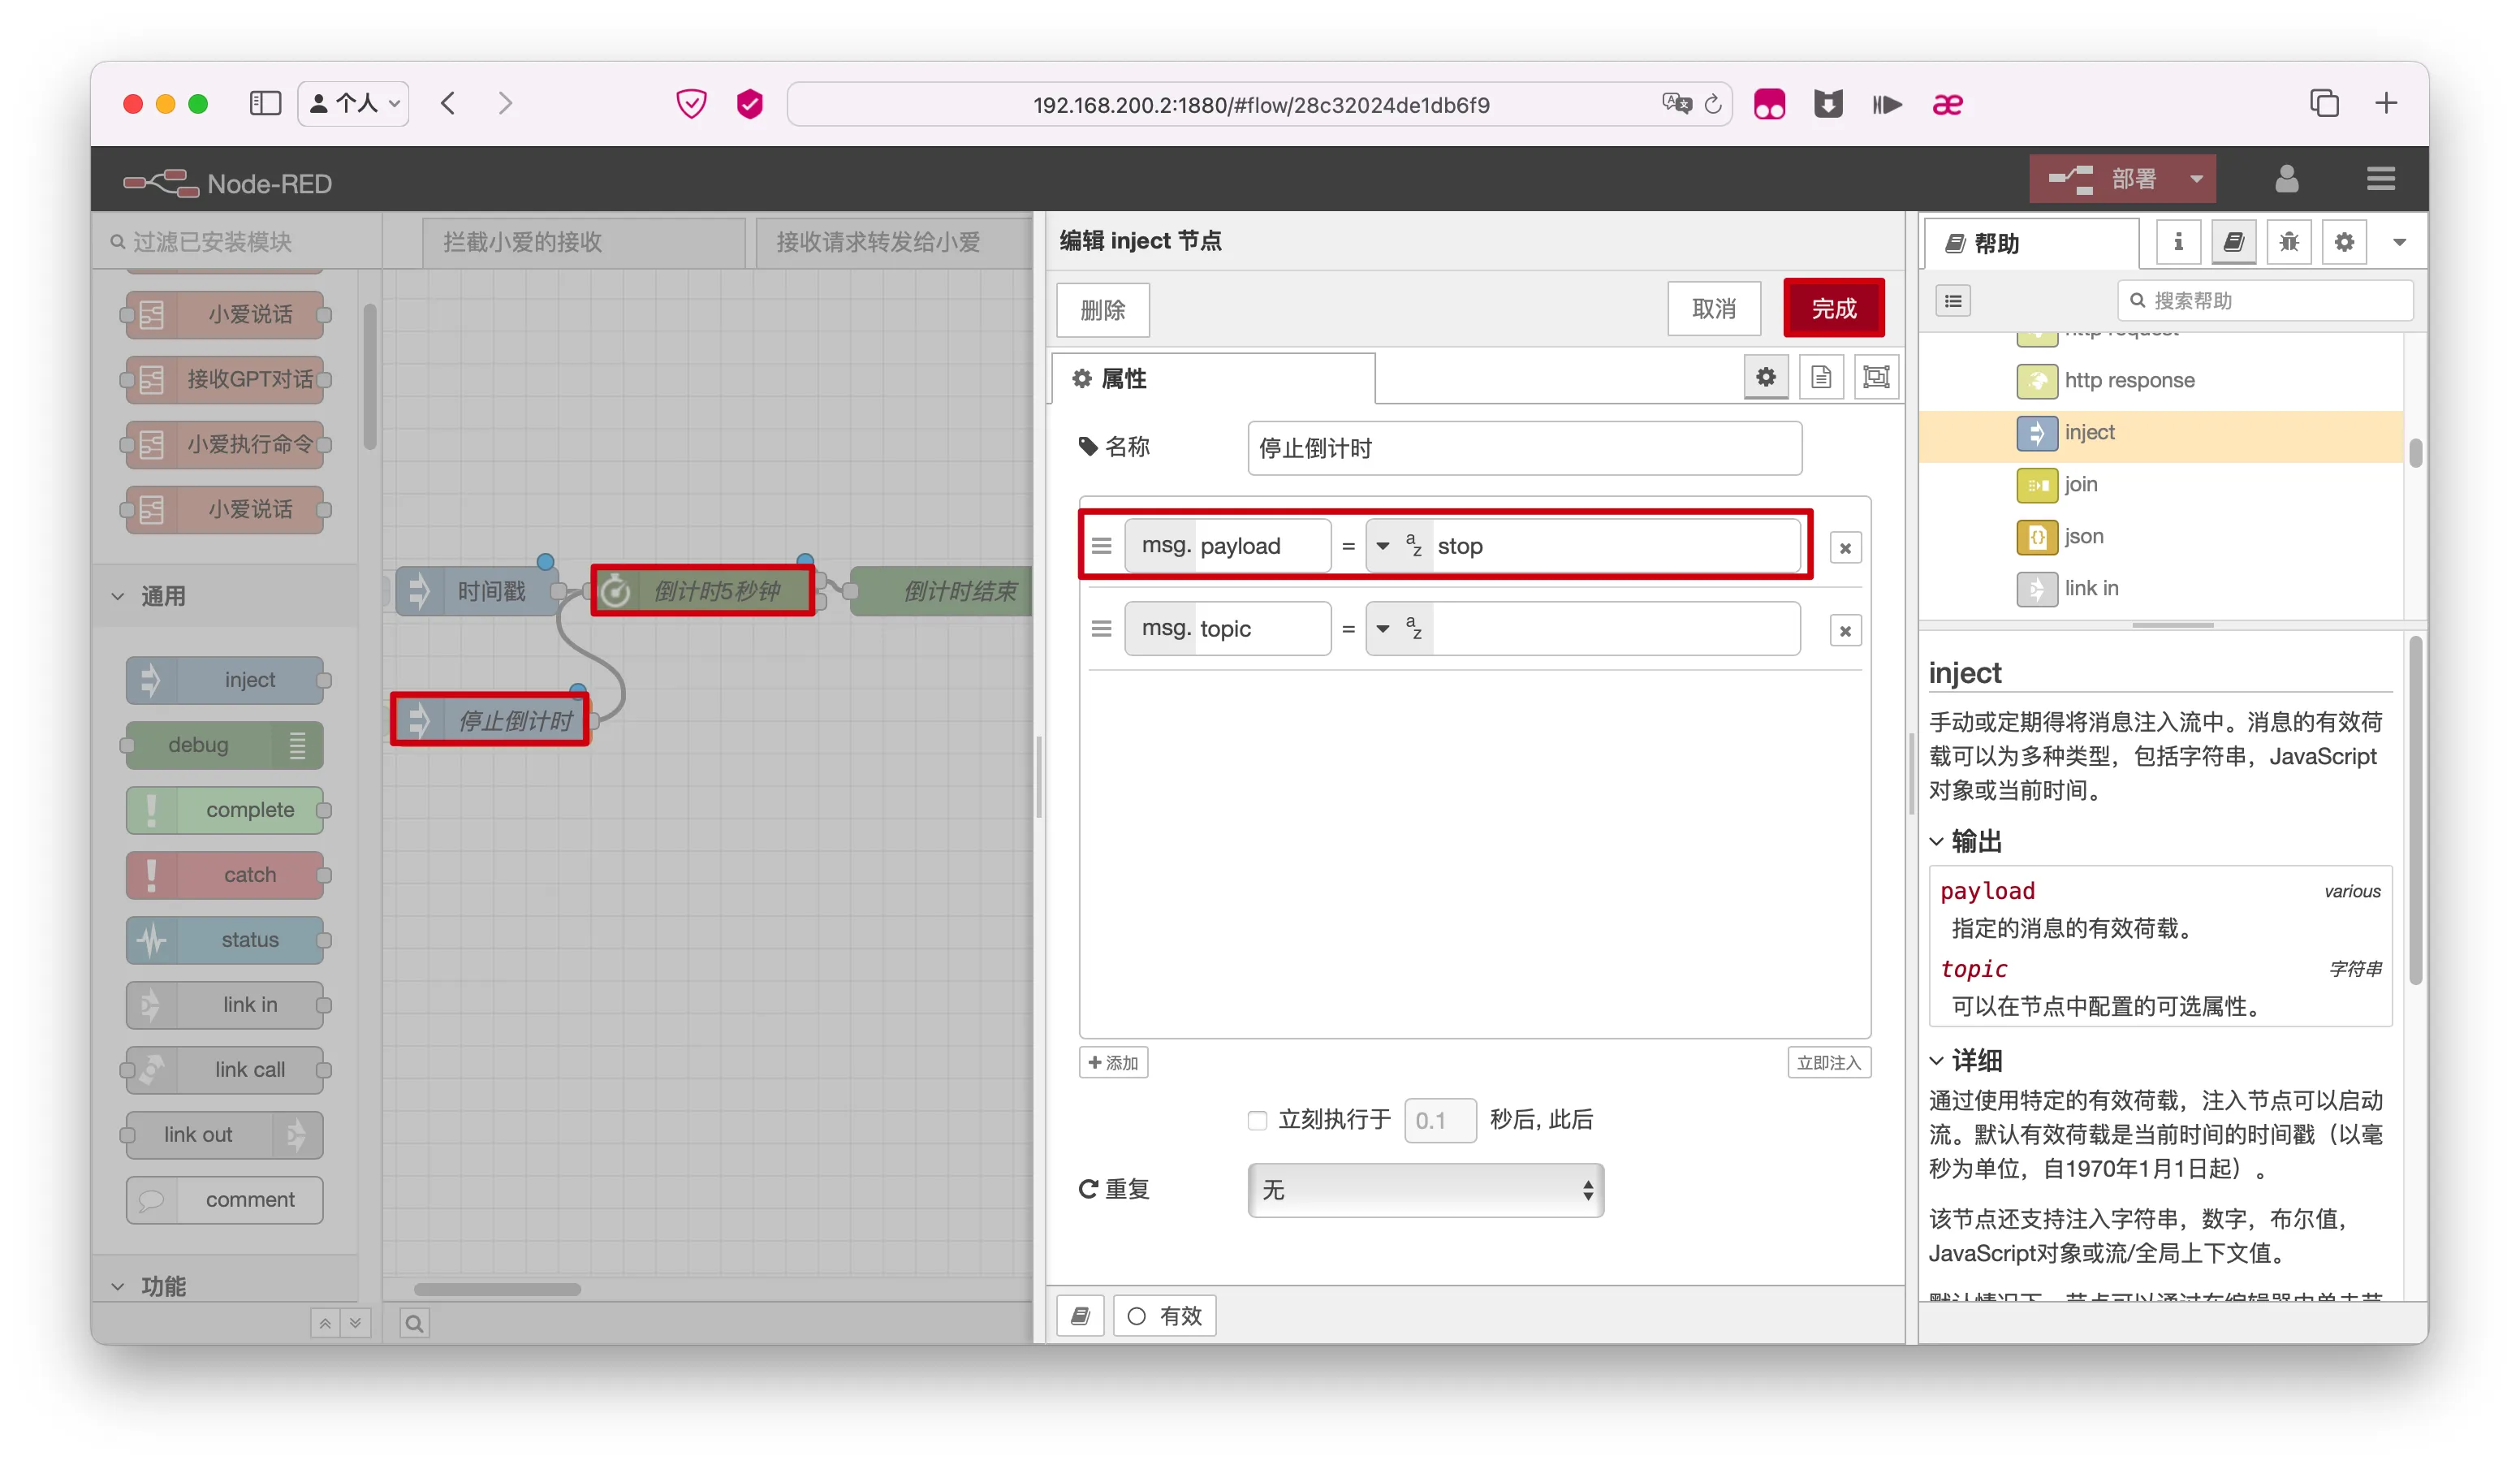 个人
192.168.200.2:1880/#flow/28c32024de1db6f9
Node-RED
部署
过滤已安装模块
小爱说话
接收GPT对话
小爱执行命令
小爱说话
通用
inject
debug
complete
catch
status
link in
link call
link out
comment
功能
拦截小爱的接收
接收请求转发给小爱
时间戳
倒计时5秒钟
倒计时结束
停止倒计时
编辑 inject 节点
删除
取消
完成
属性
名称
停止倒计时
msg. payload = stop
msg. topic =
添加
立即注入
立刻执行于 0.1 秒后, 此后
重复
无
有效
帮助
搜索帮助
http request
http response
inject
join
json
link in
inject
手动或定期得将消息注入流中。消息的有效荷
载可以为多种类型，包括字符串，JavaScript
对象或当前时间。
输出
payload various
指定的消息的有效荷载。
topic 字符串
可以在节点中配置的可选属性。
详细
通过使用特定的有效荷载，注入节点可以启动
流。默认有效荷载是当前时间的时间戳（以毫
秒为单位，自1970年1月1日起）。
该节点还支持注入字符串，数字，布尔值，
JavaScript对象或流/全局上下文值。